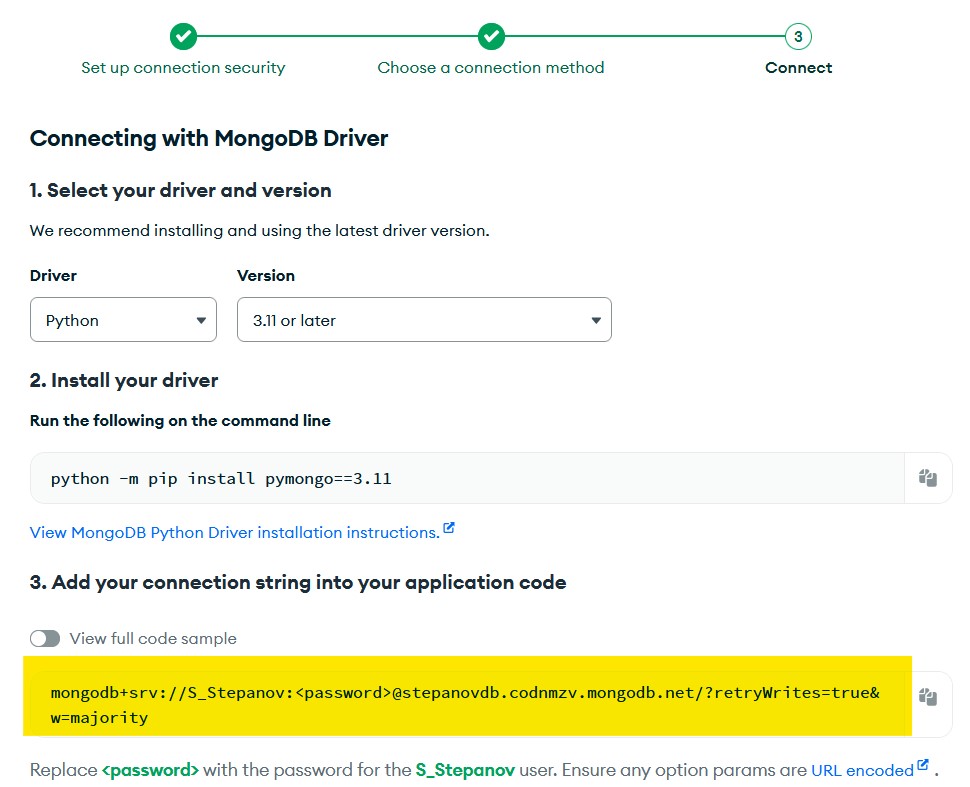 3
Set up connection security
Choose a connection method
Connect
Connecting with MongoDB Driver
1. Select your driver and version
We recommend installing and using the latest driver version.
Driver
Version
Python
3.11 or later
2. Install your driver
Run the following on the command line
python -m pip install pymongo==3.11
View MongoDB Python Driver installation instructions.
3. Add your connection string into your application code
View full code sample
mongodb+srv://S_Stepanov:<password>@stepanovdb.codnmzv.mongodb.net/?retryWrites=true&
w=majority
Replace <password> with the password for the S_Stepanov user. Ensure any option params are URL encoded .